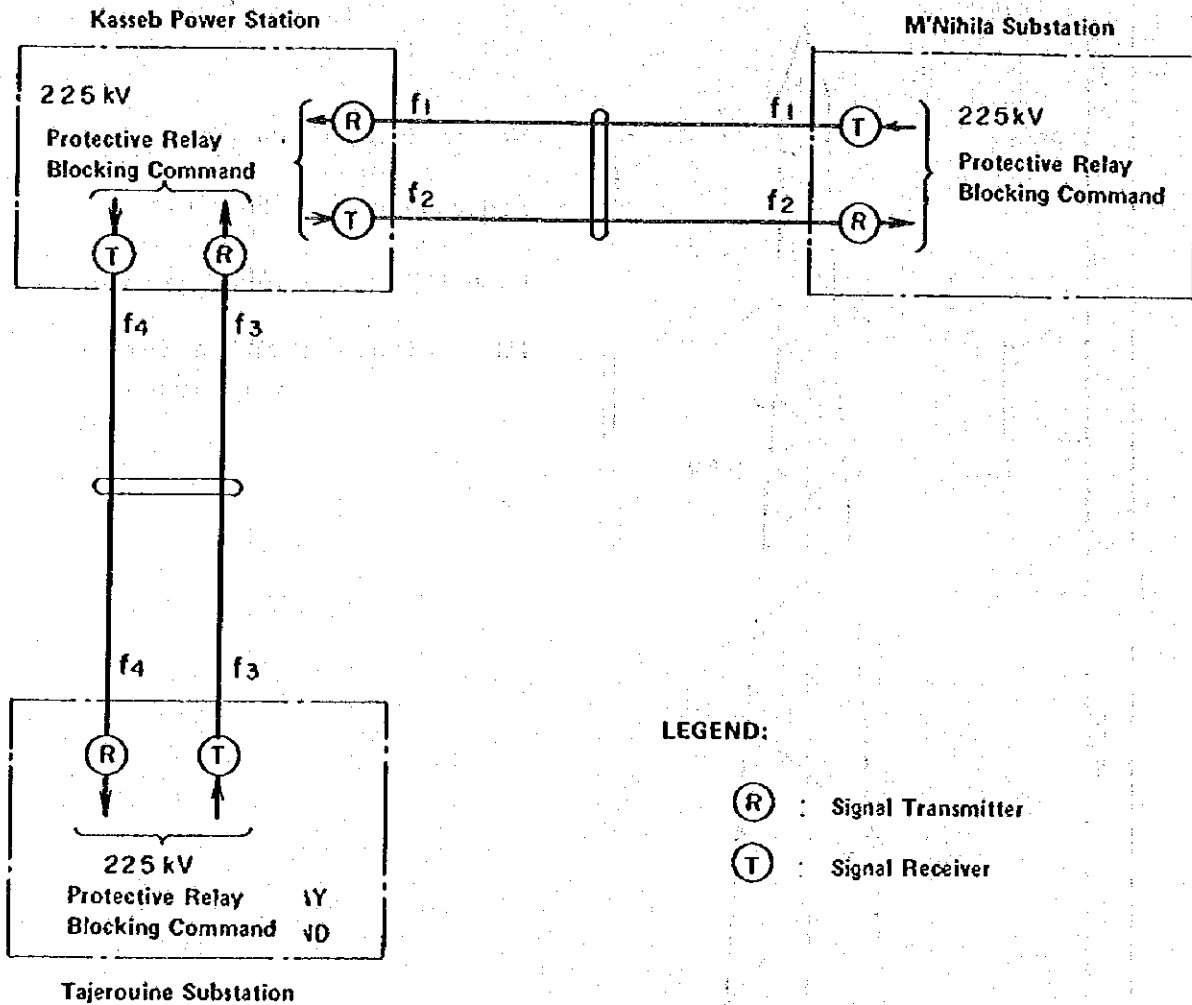 Kasseb Power Station
M'Nihila Substation
225 kV
Protective Relay
Blocking Command
R
f1
f1
T
225kV
Protective Relay
Blocking Command
T
f2
f2
R
T
R
f4
f3
f4
f3
R
T
225 kV
Protective Relay
Blocking Command
LEGEND:
R : Signal Transmitter
T : Signal Receiver
Tajerouine Substation